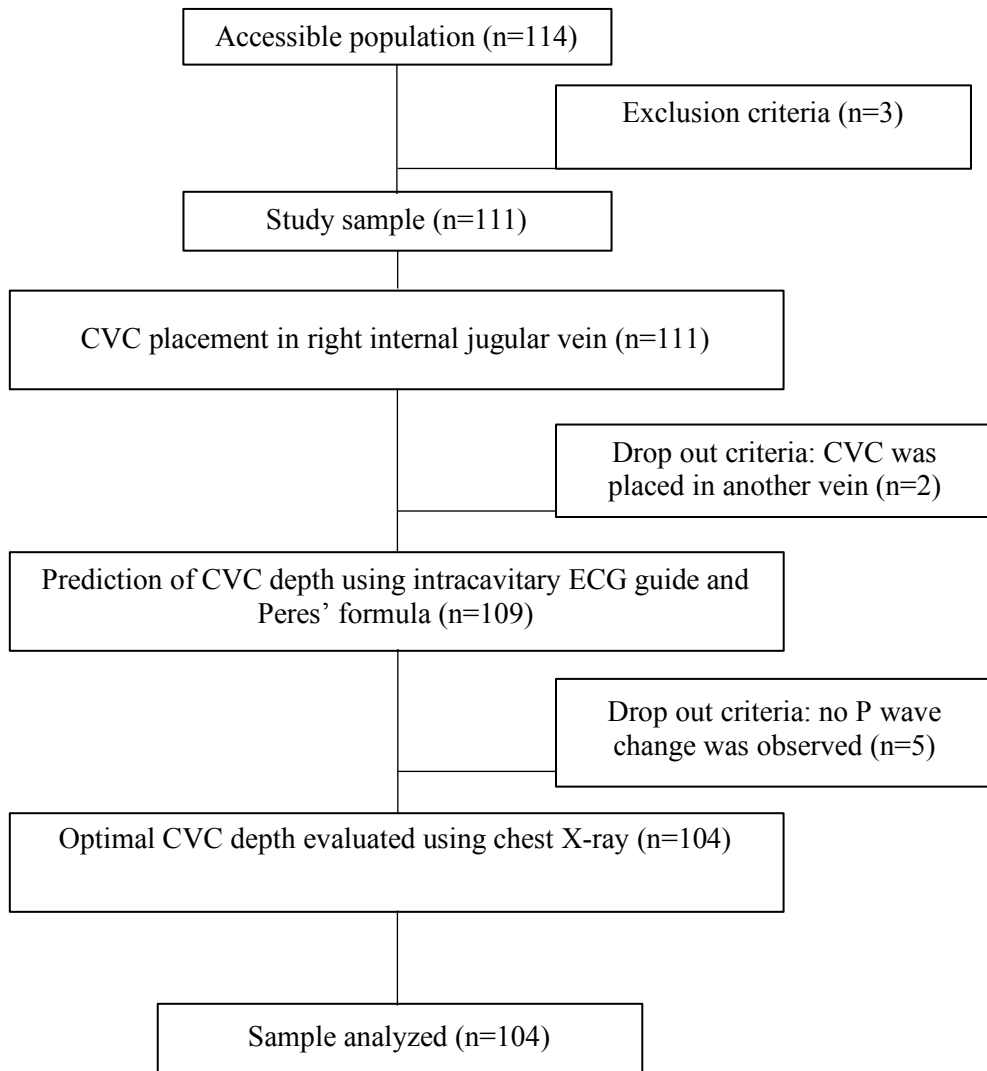 Accessible population (n=114)
Exclusion criteria (n=3)
Study sample (n=111)
CVC placement in right internal jugular vein (n=111)
Drop out criteria: CVC was
placed in another vein (n=2)
Prediction of CVC depth using intracavitary ECG guide and
Peres’ formula (n=109)
Drop out criteria: no P wave
change was observed (n=5)
Optimal CVC depth evaluated using chest X-ray (n=104)
Sample analyzed (n=104)